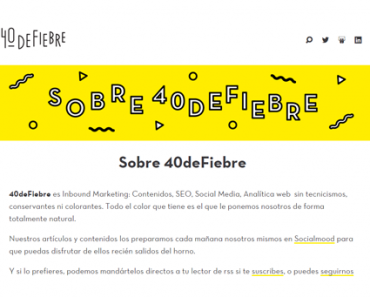 40DEFIEBRE
SOBRE 40DEFIEBRE
Sobre 40deFiebre
40deFiebre es Inbound Marketing: Contenidos, SEO, Social Media, Analítica web sin tecnicismos,
conservantes ni colorantes. Todo el color que tiene es el que le ponemos nosotros de forma
totalmente natural.
Nuestros artículos y contenidos los preparamos cada mañana nosotros mismos en Socialmood para
que puedas disfrutar de ellos recién salidos del horno.
Y si lo prefieres, podemos mandártelos directos a tu lector de rss si te suscribes, o puedes seguirnos